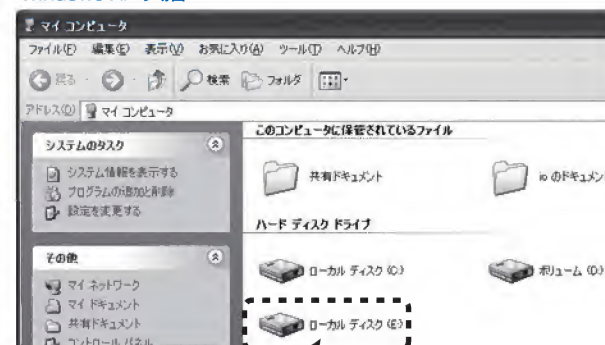 マイ コンピュータ
ファイル(F) 編集(E) 表示(V) お気に入り(A) ツール(T) ヘルプ(H)
戻る 検索 フォルダ
アドレス(D) マイ コンピュータ
システムのタスク
システム情報を表示する
プログラムの追加と削除
設定を変更する
その他
マイ ネットワーク
マイ ドキュメント
共有ドキュメント
コントロール パネル
このコンピュータに保管されているファイル
共有ドキュメント
io のドキュメン
ハード ディスク ドライブ
ローカル ディスク (C:)
ボリューム (D:)
ローカル ディスク (E:)